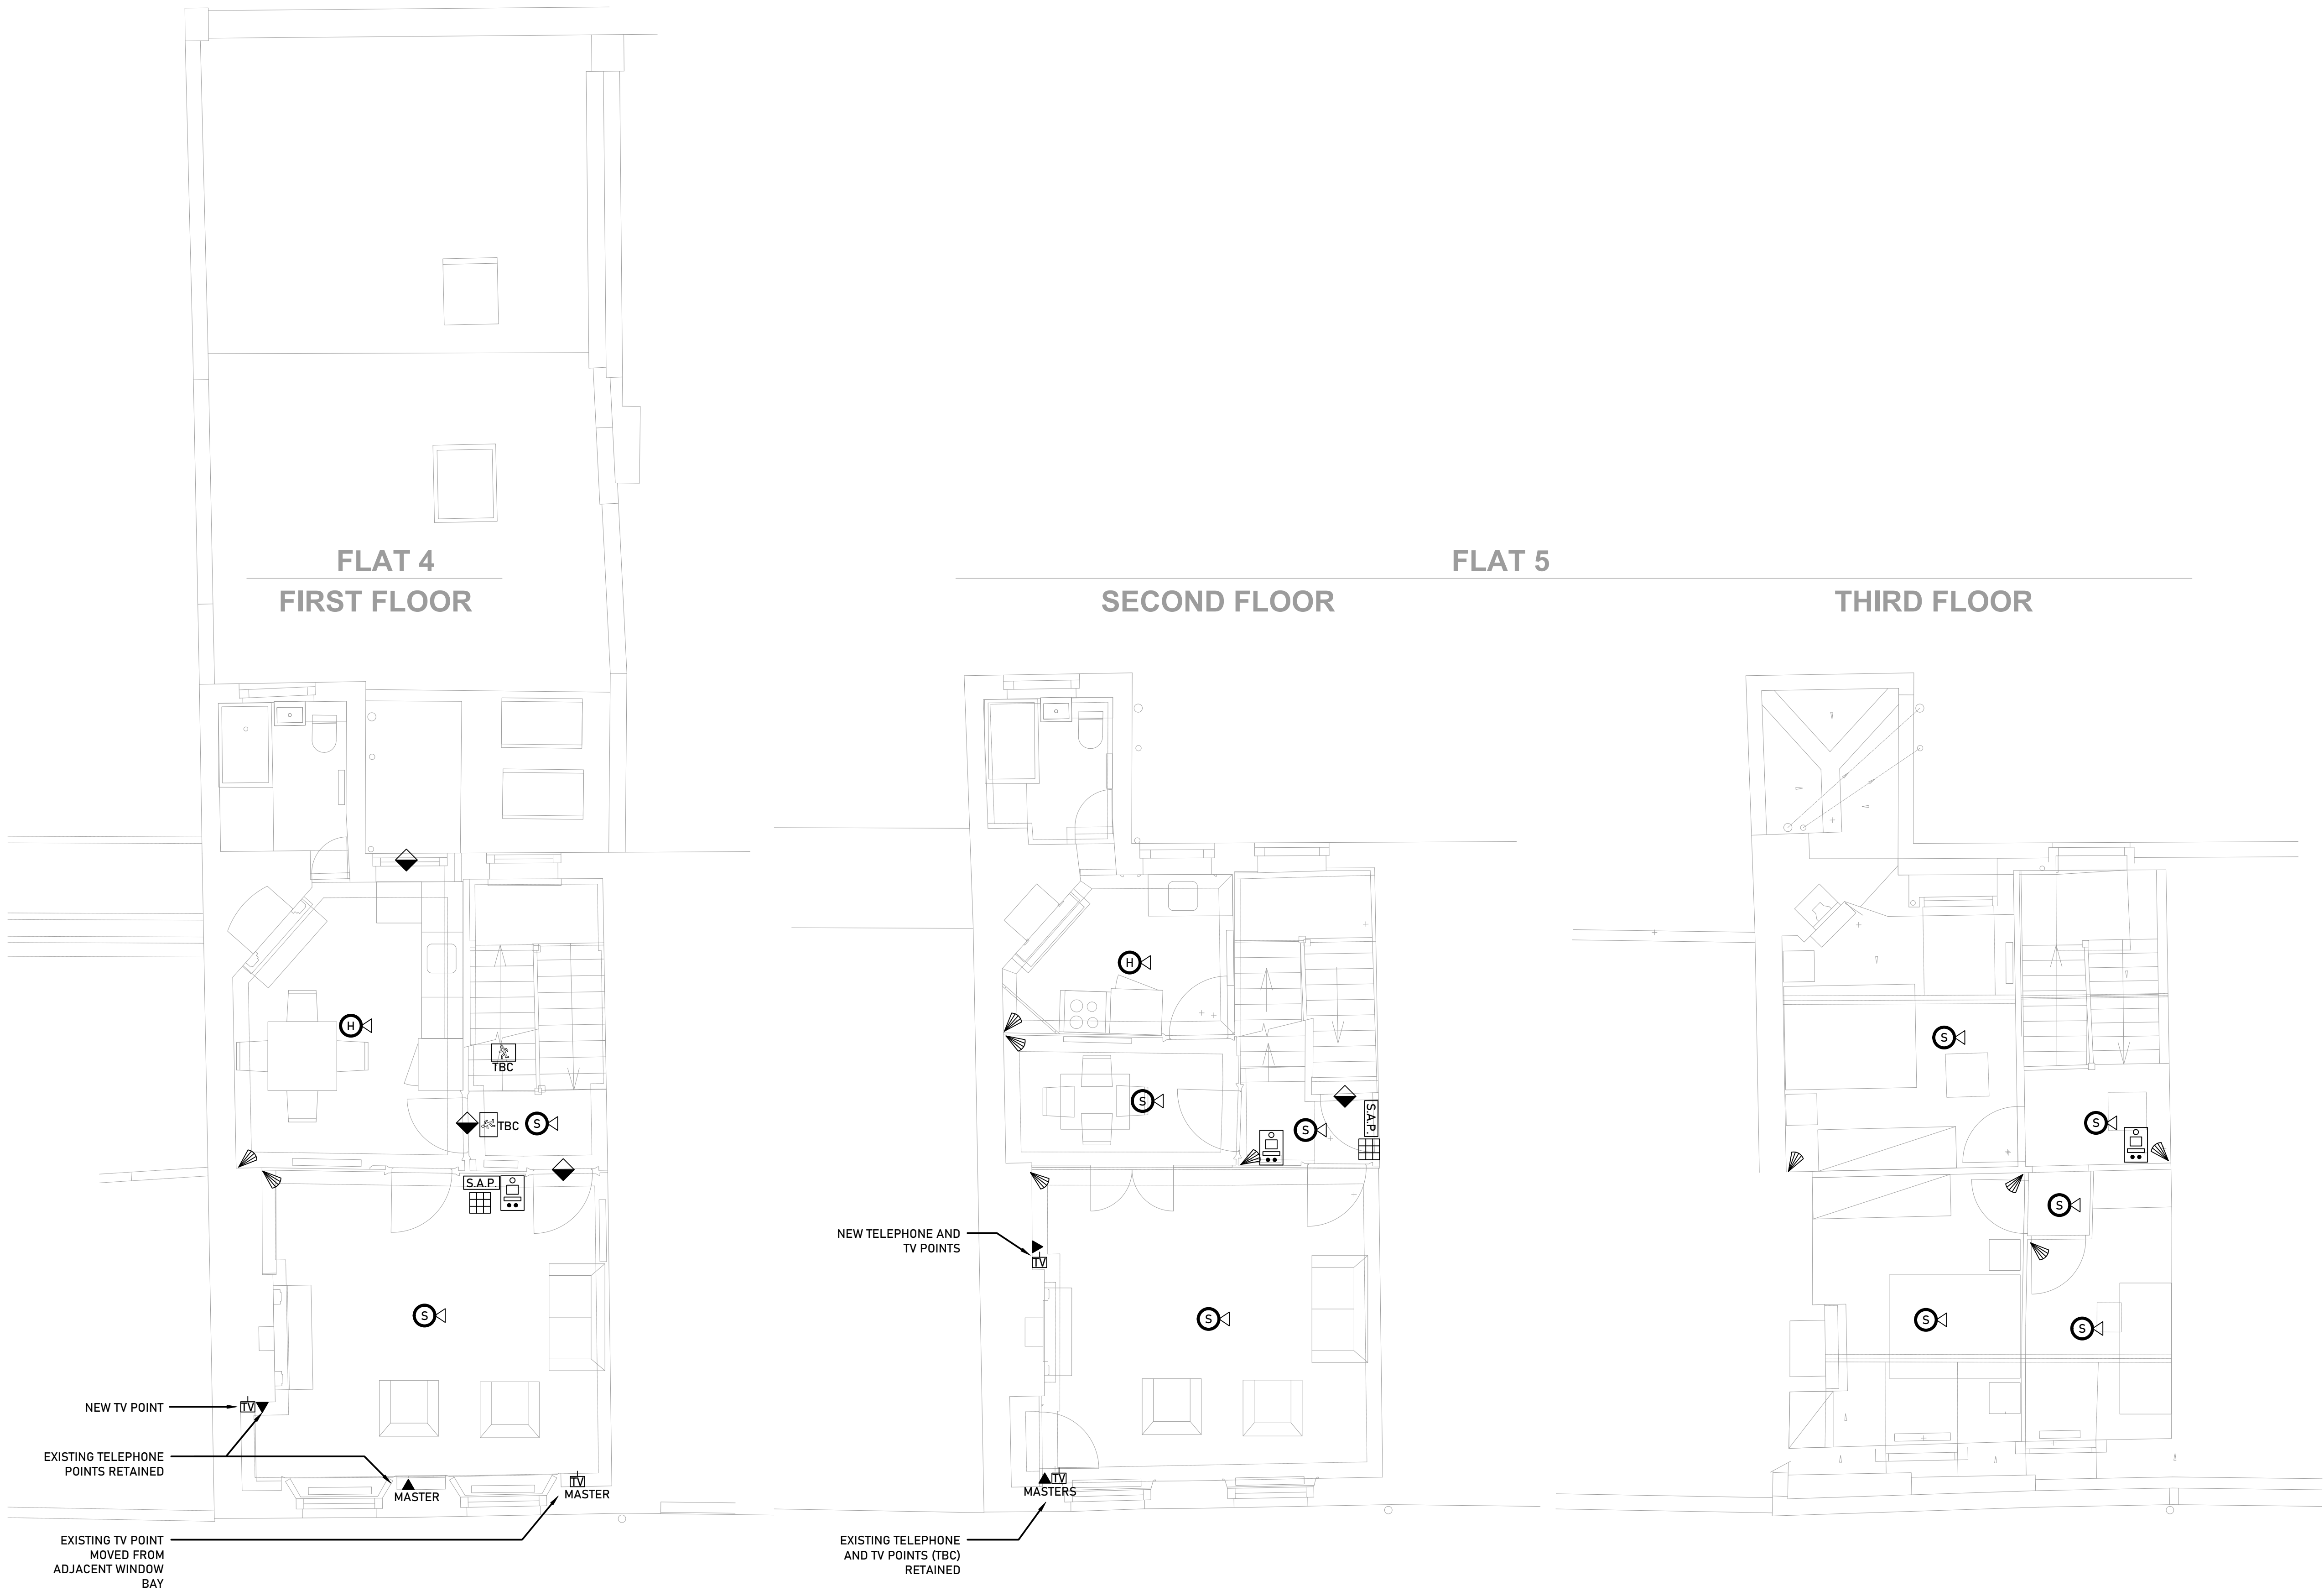 FLAT 4
FIRST FLOOR
FLAT 5
SECOND FLOOR
THIRD FLOOR
H
TBC
TBC
S
S.A.P.
S
NEW TV POINT
TV
EXISTING TELEPHONE
POINTS RETAINED
MASTER
TV
MASTER
EXISTING TV POINT
MOVED FROM
ADJACENT WINDOW
BAY
H
S
S
S.A.P.
NEW TELEPHONE AND
TV POINTS
TV
S
TV
MASTERS
EXISTING TELEPHONE
AND TV POINTS (TBC)
RETAINED
S
S
S
S
S